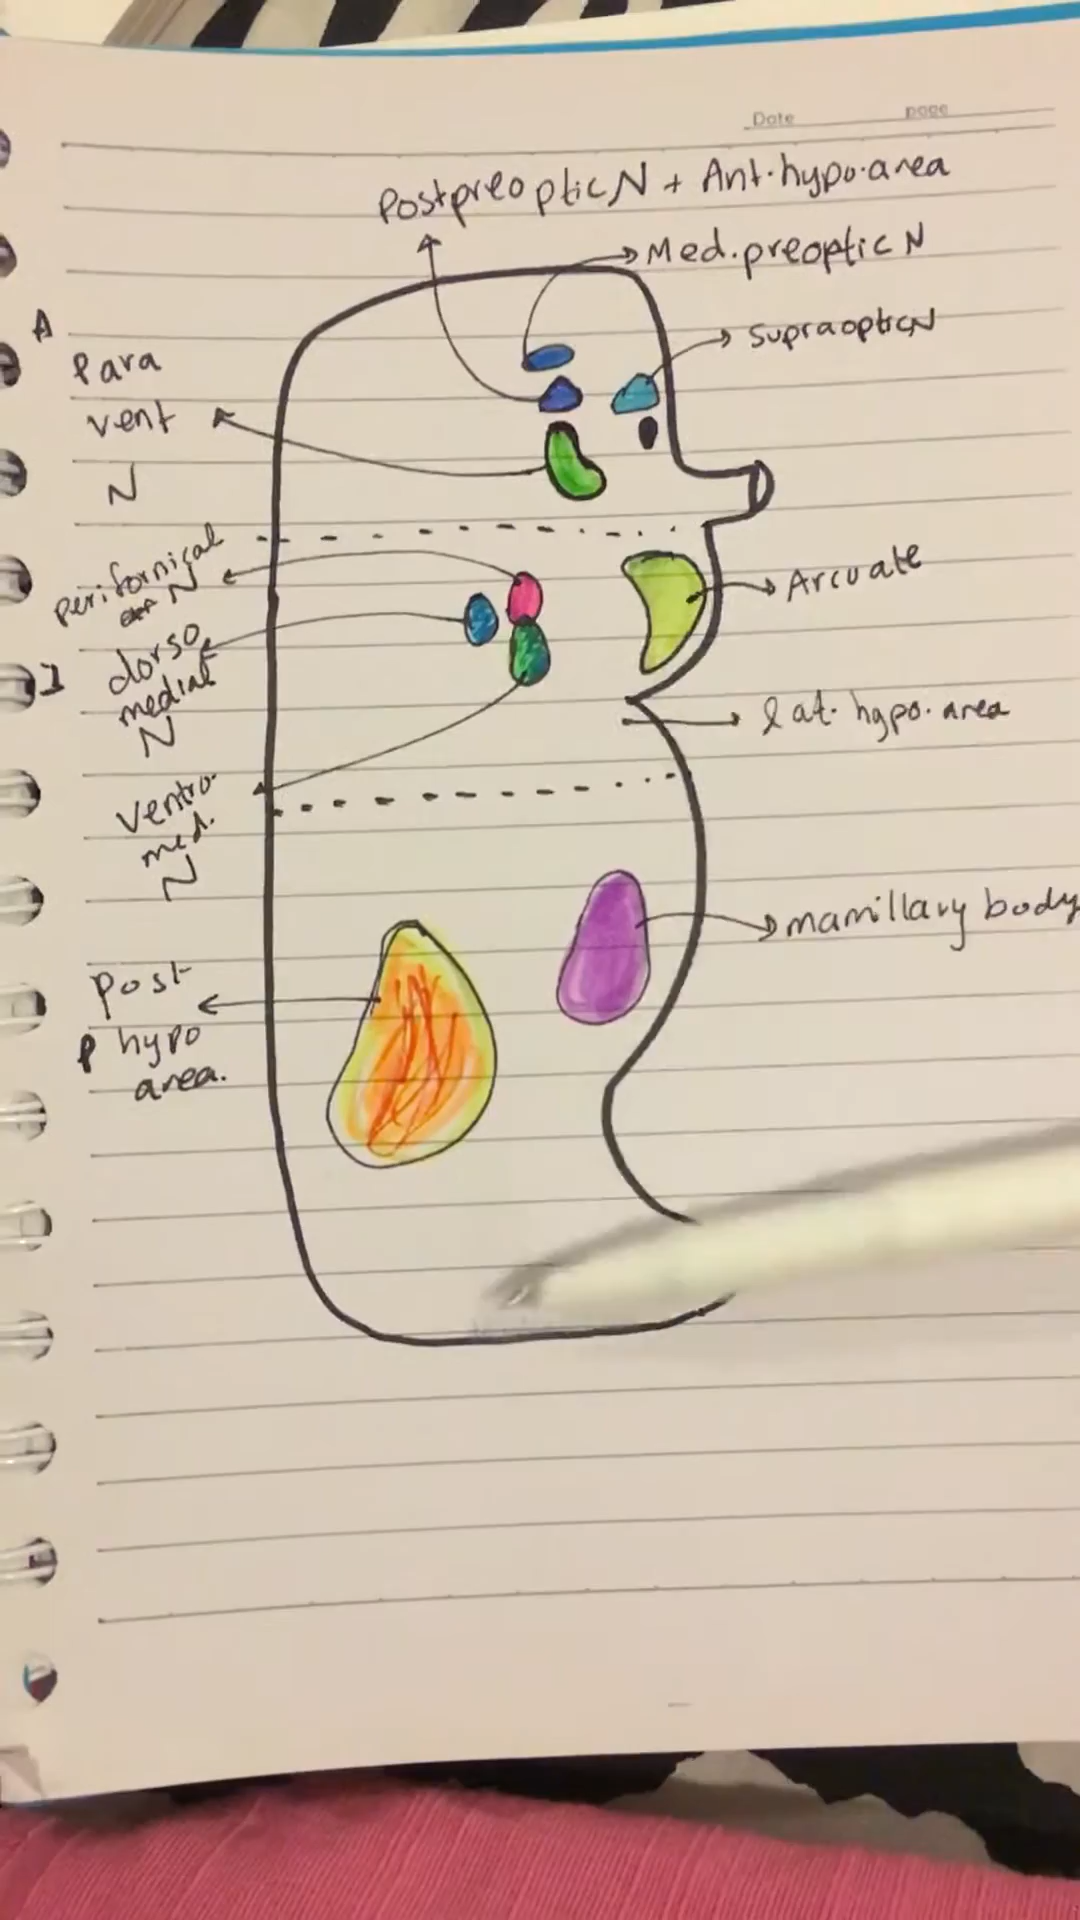 Date page
Postpreoptic N + Ant.hypo.area
Med.preoptic N
supraopticN
A
Para
vent
N
perifornical
N
Arcuate
I
dorso
medial
N
lat. hypo. area
Ventro.
med.
N
mamillary body
Post
P hypo
area.